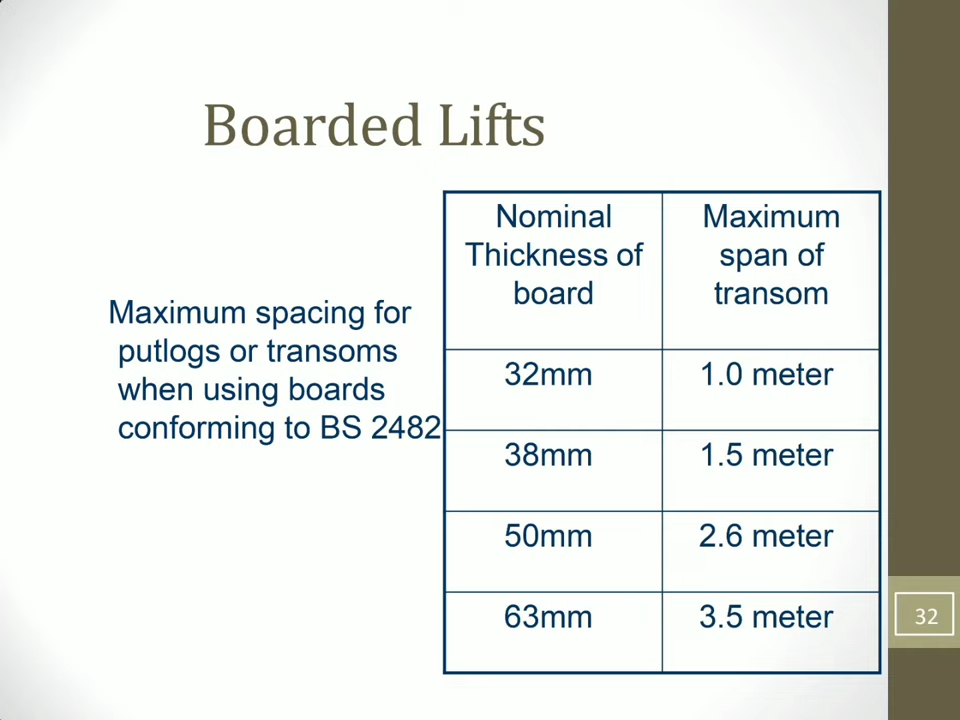 Boarded Lifts
Maximum spacing for
putlogs or transoms
when using boards
conforming to BS 2482
Nominal
Thickness of
board
Maximum
span of
transom
32mm
1.0 meter
38mm
1.5 meter
50mm
2.6 meter
63mm
3.5 meter
32